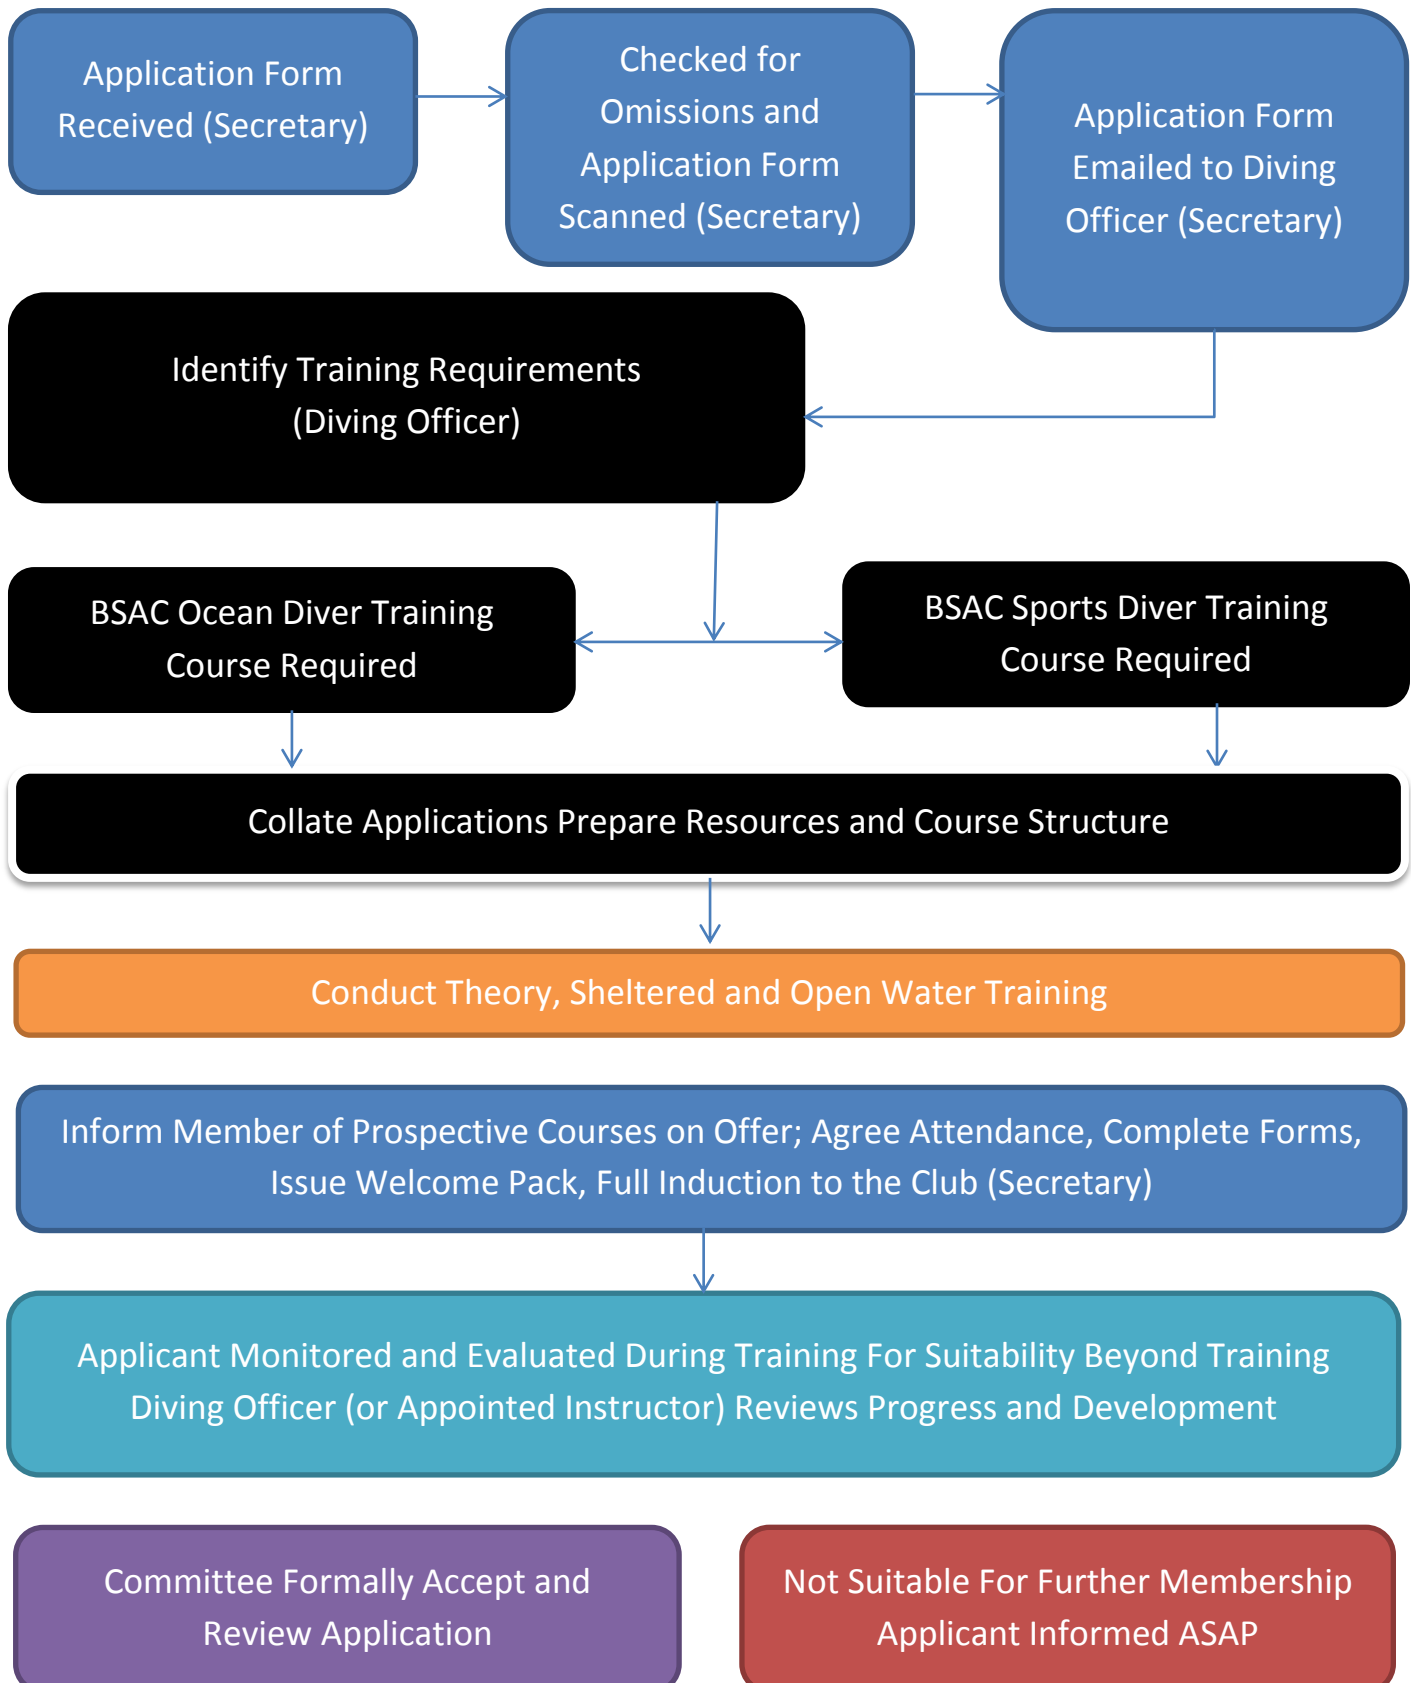 Application Form
Received (Secretary)
Checked for
Omissions and
Application Form
Scanned (Secretary)
Application Form
Emailed to Diving
Officer (Secretary)
Identify Training Requirements
(Diving Officer)
BSAC Ocean Diver Training
Course Required
BSAC Sports Diver Training
Course Required
Collate Applications Prepare Resources and Course Structure
Conduct Theory, Sheltered and Open Water Training
Inform Member of Prospective Courses on Offer; Agree Attendance, Complete Forms,
Issue Welcome Pack, Full Induction to the Club (Secretary)
Applicant Monitored and Evaluated During Training For Suitability Beyond Training
Diving Officer (or Appointed Instructor) Reviews Progress and Development
Committee Formally Accept and
Review Application
Not Suitable For Further Membership
Applicant Informed ASAP